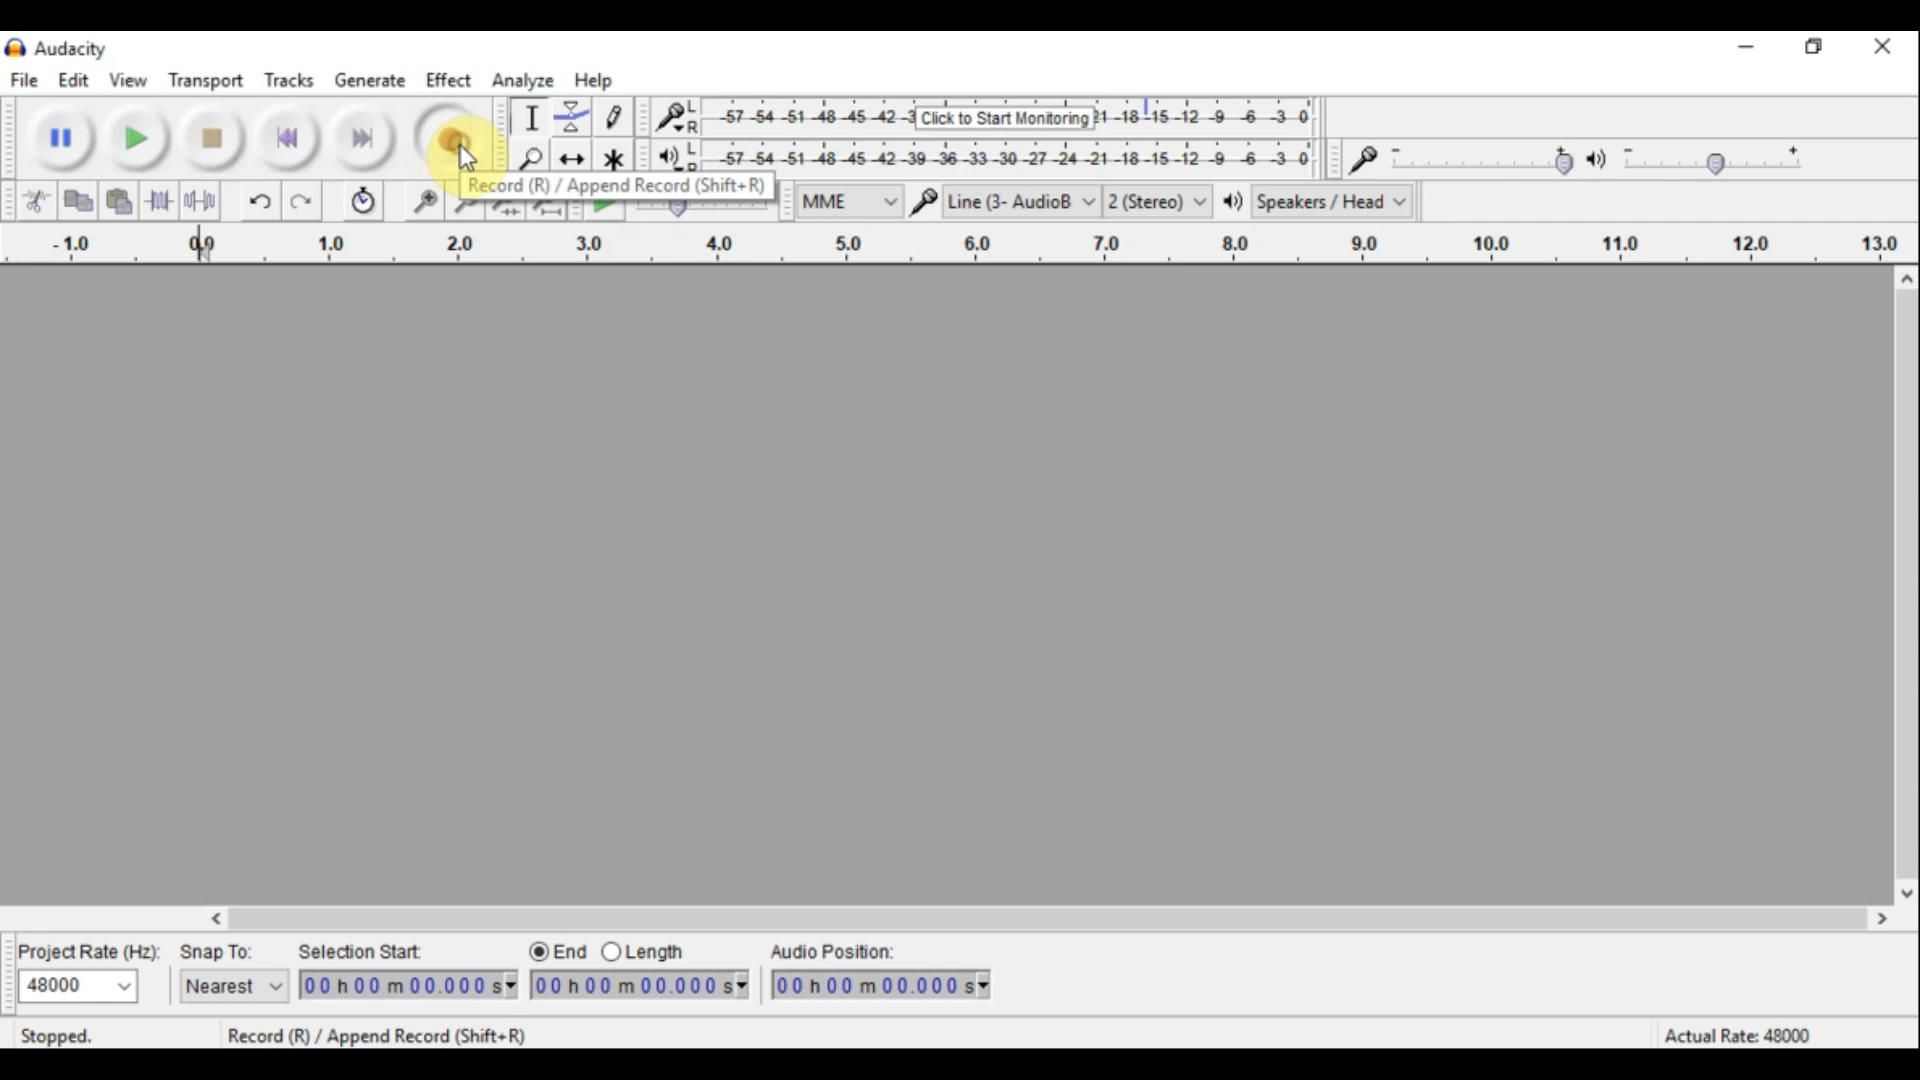 Audacity
File Edit View Transport Tracks Generate Effect Analyze Help
L
R
-57 -54 -51 -48 -45 -42 -3 Click to Start Monitoring 21 -18 -15 -12 -9 -6 -3 0
L
R
-57 -54 -51 -48 -45 -42 -39 -36 -33 -30 -27 -24 -21 -18 -15 -12 -9 -6 -3 0
- + - +
Record (R) / Append Record (Shift+R)
MME Line (3- AudioB 2 (Stereo) Speakers / Head
-1.0 0.0 1.0 2.0 3.0 4.0 5.0 6.0 7.0 8.0 9.0 10.0 11.0 12.0 13.0
Project Rate (Hz): Snap To: Selection Start: End Length Audio Position:
48000 Nearest 00 h 00 m 00.000 s 00 h 00 m 00.000 s 00 h 00 m 00.000 s
Stopped. Record (R) / Append Record (Shift+R) Actual Rate: 48000